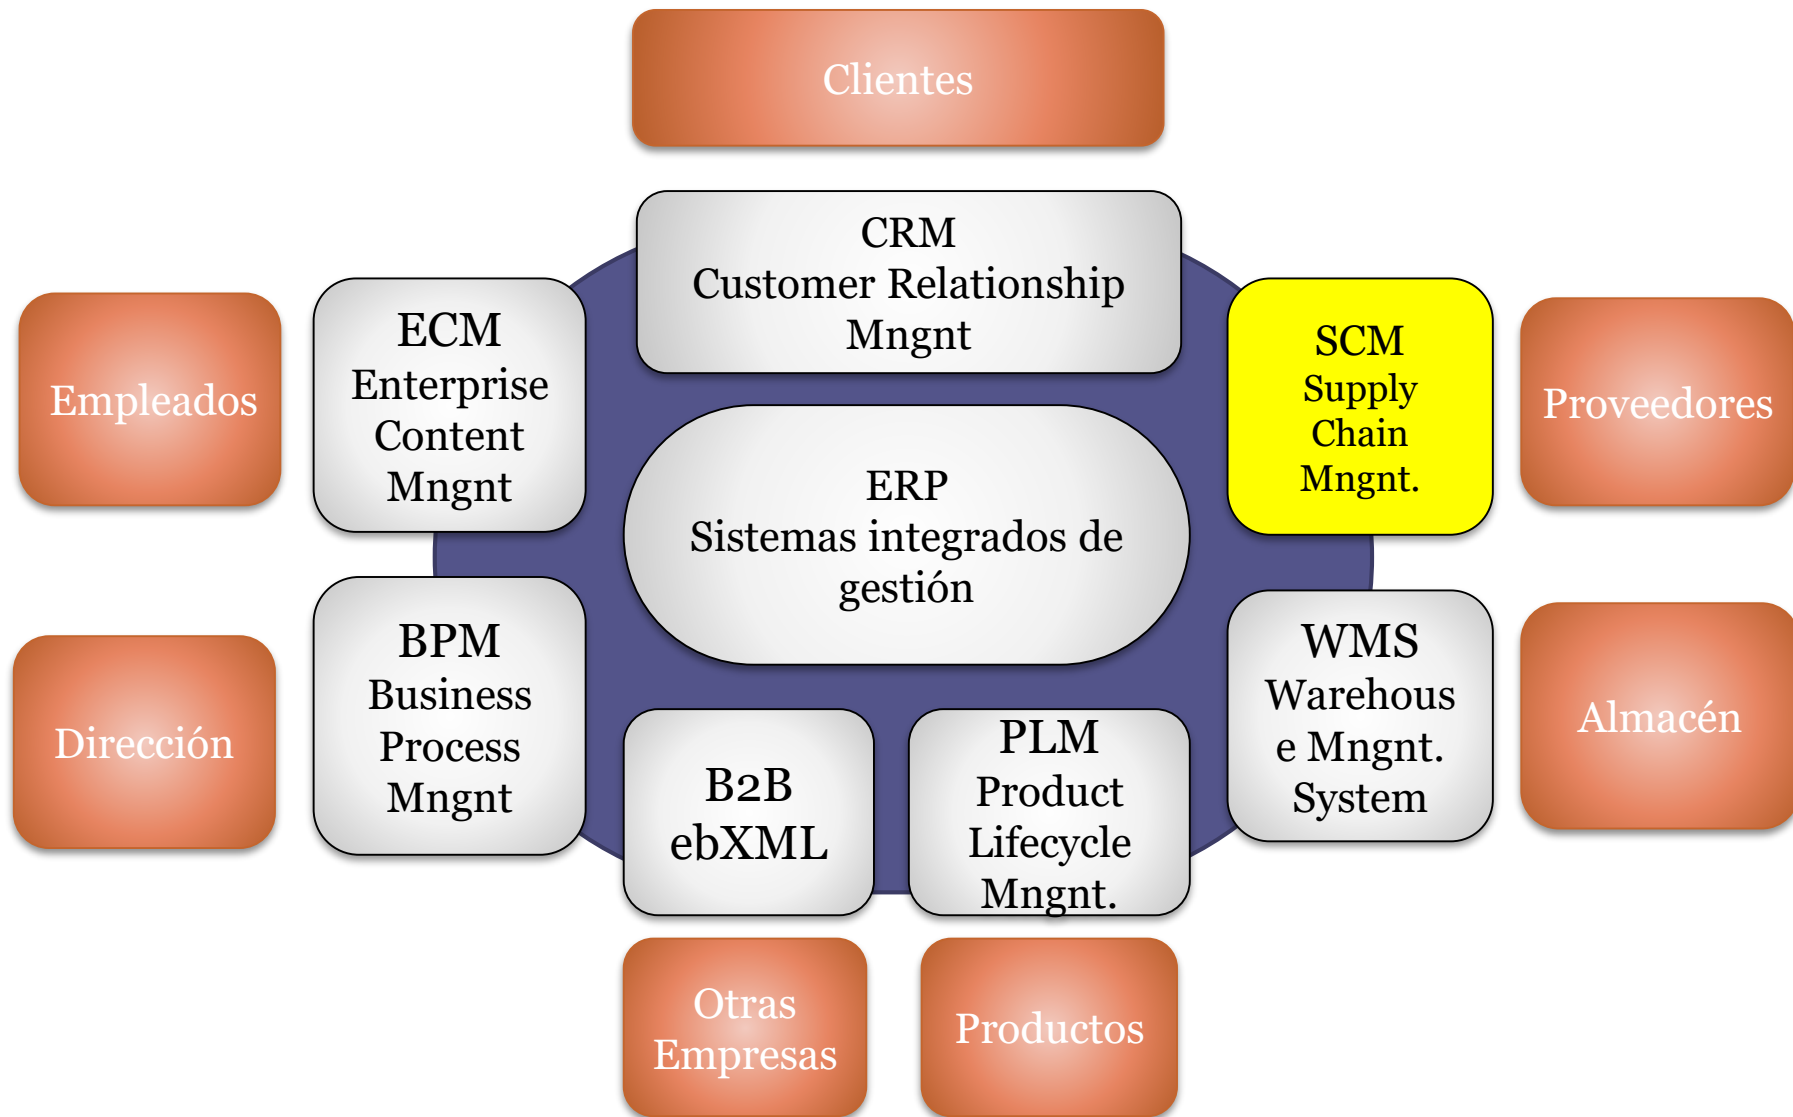 Clientes
CRM
Customer Relationship
Mngnt
ECM
Enterprise
Content
Mngnt
SCM
Supply
Chain
Mngnt.
Empleados
Proveedores
ERP
Sistemas integrados de
gestión
BPM
Business
Process
Mngnt
WMS
Warehous
e Mngnt.
System
Dirección
Almacén
B2B
ebXML
PLM
Product
Lifecycle
Mngnt.
Otras
Empresas
Productos